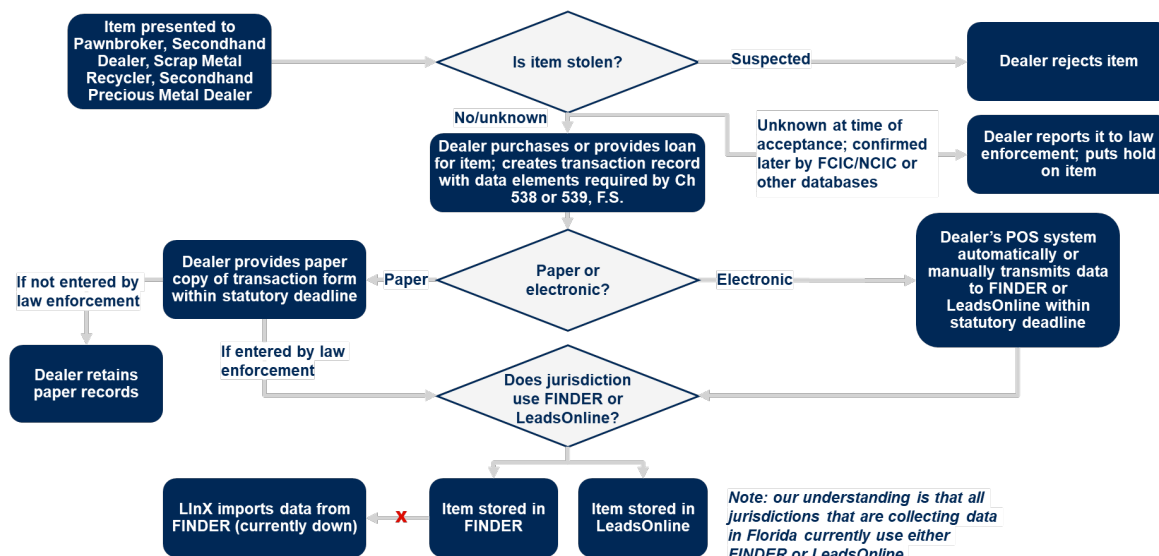 Item presented to
Pawnbroker, Secondhand
Dealer, Scrap Metal
Recycler, Secondhand
Precious Metal Dealer
Is item stolen?
Suspected
Dealer rejects item
No/unknown
Unknown at time of
acceptance; confirmed
later by FCIC/NCIC or
other databases
Dealer reports it to law
enforcement; puts hold
on item
Dealer purchases or provides loan
for item; creates transaction record
with data elements required by Ch
538 or 539, F.S.
Paper or
electronic?
Paper
Electronic
Dealer provides paper
copy of transaction form
within statutory deadline
Dealer's POS system
automatically or
manually transmits data
to FINDER or
LeadsOnline within
statutory deadline
If not entered by
law enforcement
Dealer retains
paper records
If entered by law
enforcement
Does jurisdiction
use FINDER or
LeadsOnline?
LInX imports data from
FINDER (currently down)
X
Item stored in
FINDER
Item stored in
LeadsOnline
Note: our understanding is that all
jurisdictions that are collecting data
in Florida currently use either
FINDER or LeadsOnline